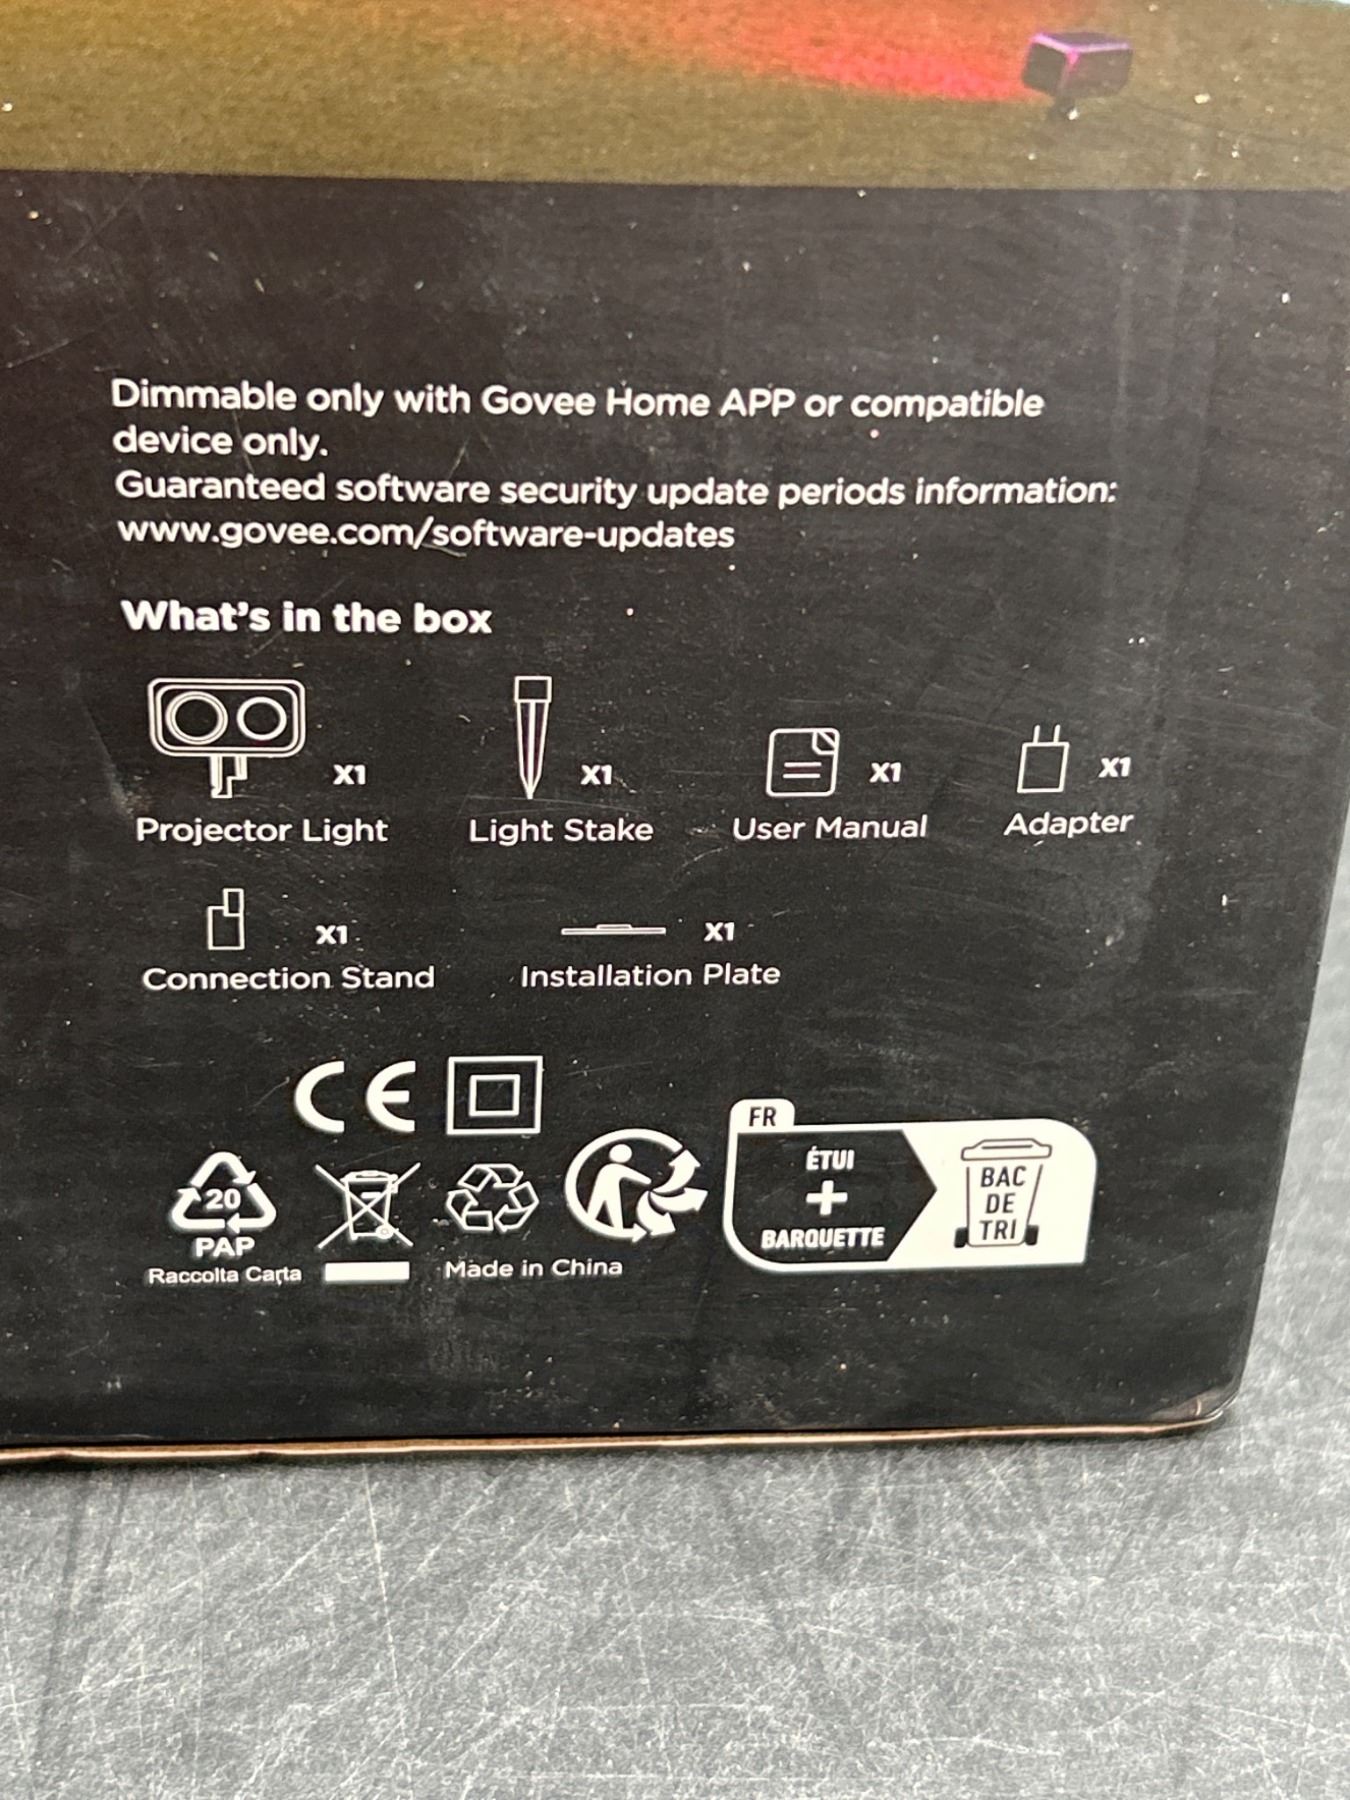 Dimmable only with Govee Home APP or compatible
device only.
Guaranteed software security update periods information:
www.govee.com/software-updates
What's in the box
X1
Projector Light
X1
Light Stake
X1
User Manual
X1
Adapter
X1
Connection Stand
X1
Installation Plate
CE
20
PAP
Raccolta Carta
Made in China
FR
ÉTUI
+
BARQUETTE
BAC
DE
TRI